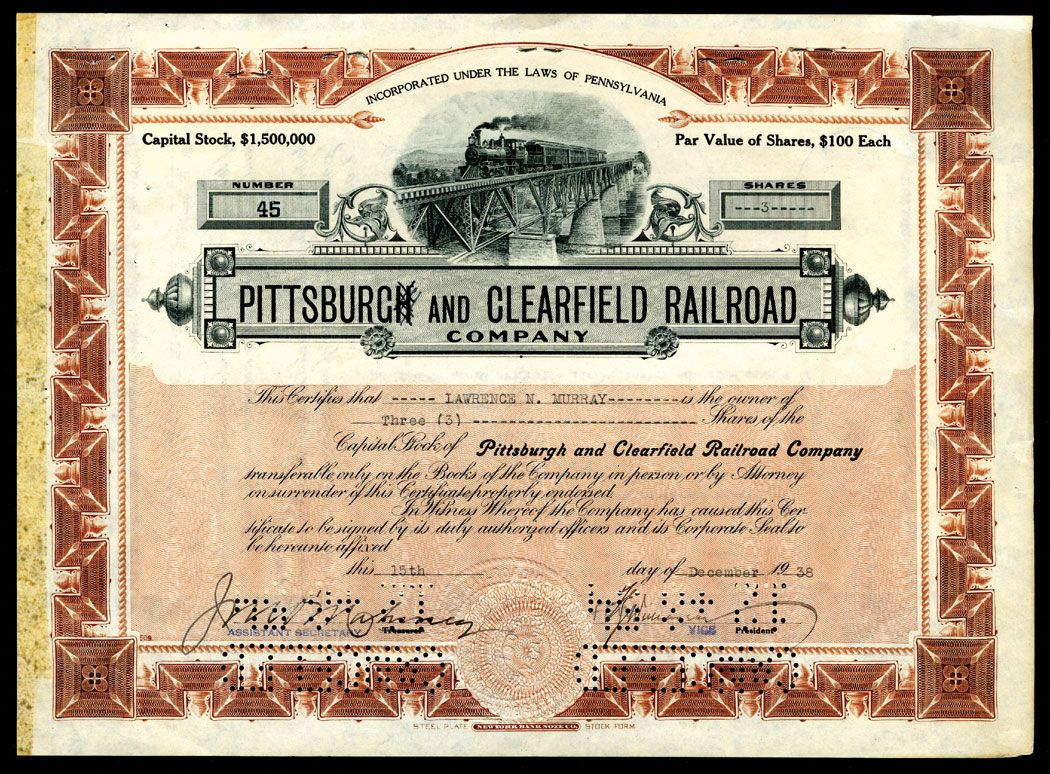 INCORPORATED UNDER THE LAWS OF PENNSYLVANIA
Capital Stock, $1,500,000
Par Value of Shares, $100 Each
NUMBER
45
SHARES
---3-----
PITTSBURGH AND CLEARFIELD RAILROAD
COMPANY
This Certifies that ----- LAWRENCE N. MURRAY-------- is the owner of
Three (3) ------------------------- Shares of the
Capital Stock of Pittsburgh and Clearfield Railroad Company
transferable only on the Books of the Company in person or by Attorney
on surrender of this Certificate properly endorsed.
In Witness Whereof the Company has caused this Cer-
tificate to be signed by its duly authorized officers and its Corporate Seal to
be hereunto affixed
this 15th day of December 1938
ASSISTANT SECRETARY Treasurer
VICE President
STEEL PLATE NEW YORK BANK NOTE CO. STOCK FORM